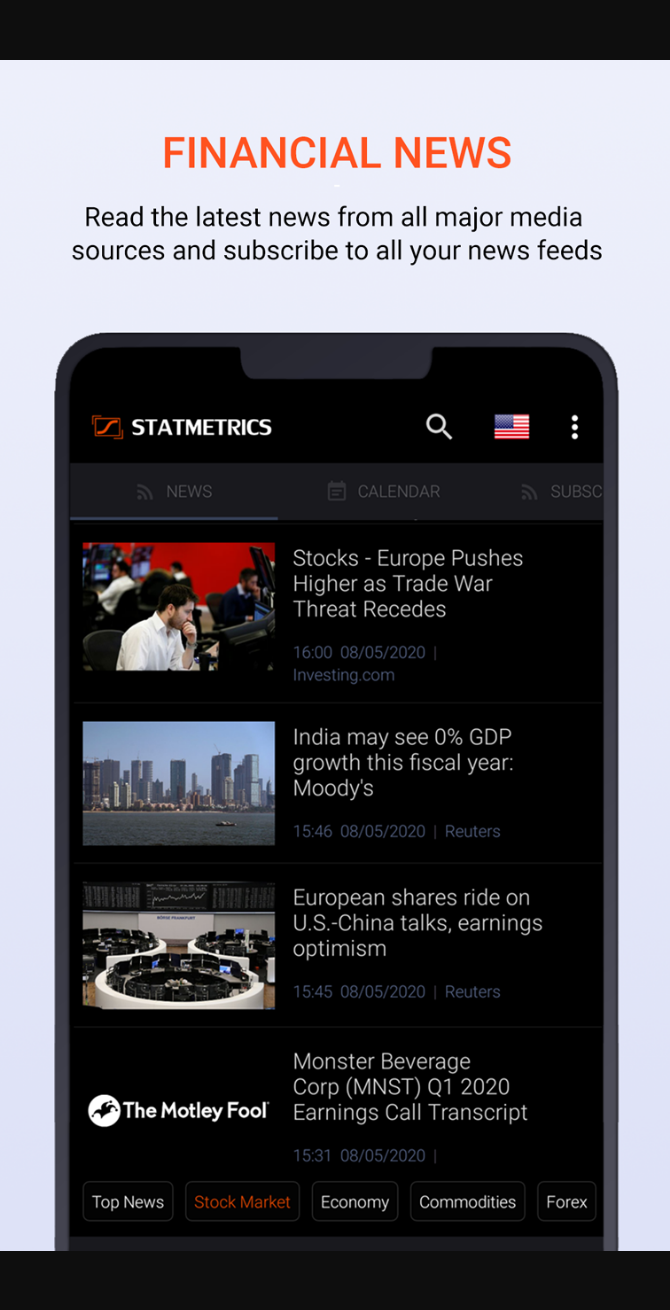 FINANCIAL NEWS
Read the latest news from all major media
sources and subscribe to all your news feeds
STATMETRICS
NEWS
CALENDAR
SUBSC
Stocks - Europe Pushes
Higher as Trade War
Threat Recedes
16:00 08/05/2020 |
Investing.com
India may see 0% GDP
growth this fiscal year:
Moody's
15:46 08/05/2020 | Reuters
BÖRSE FRANKFURT
European shares ride on
U.S.-China talks, earnings
optimism
15:45 08/05/2020 | Reuters
The Motley Fool
Monster Beverage
Corp (MNST) Q1 2020
Earnings Call Transcript
15:31 08/05/2020 |
Top News
Stock Market
Economy
Commodities
Forex